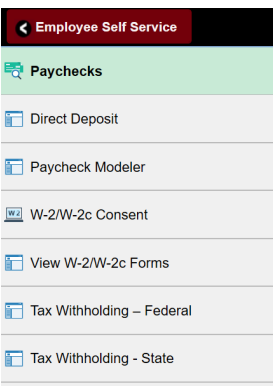 Employee Self Service
Paychecks
Direct Deposit
Paycheck Modeler
W-2/W-2c Consent
View W-2/W-2c Forms
Tax Withholding – Federal
Tax Withholding - State